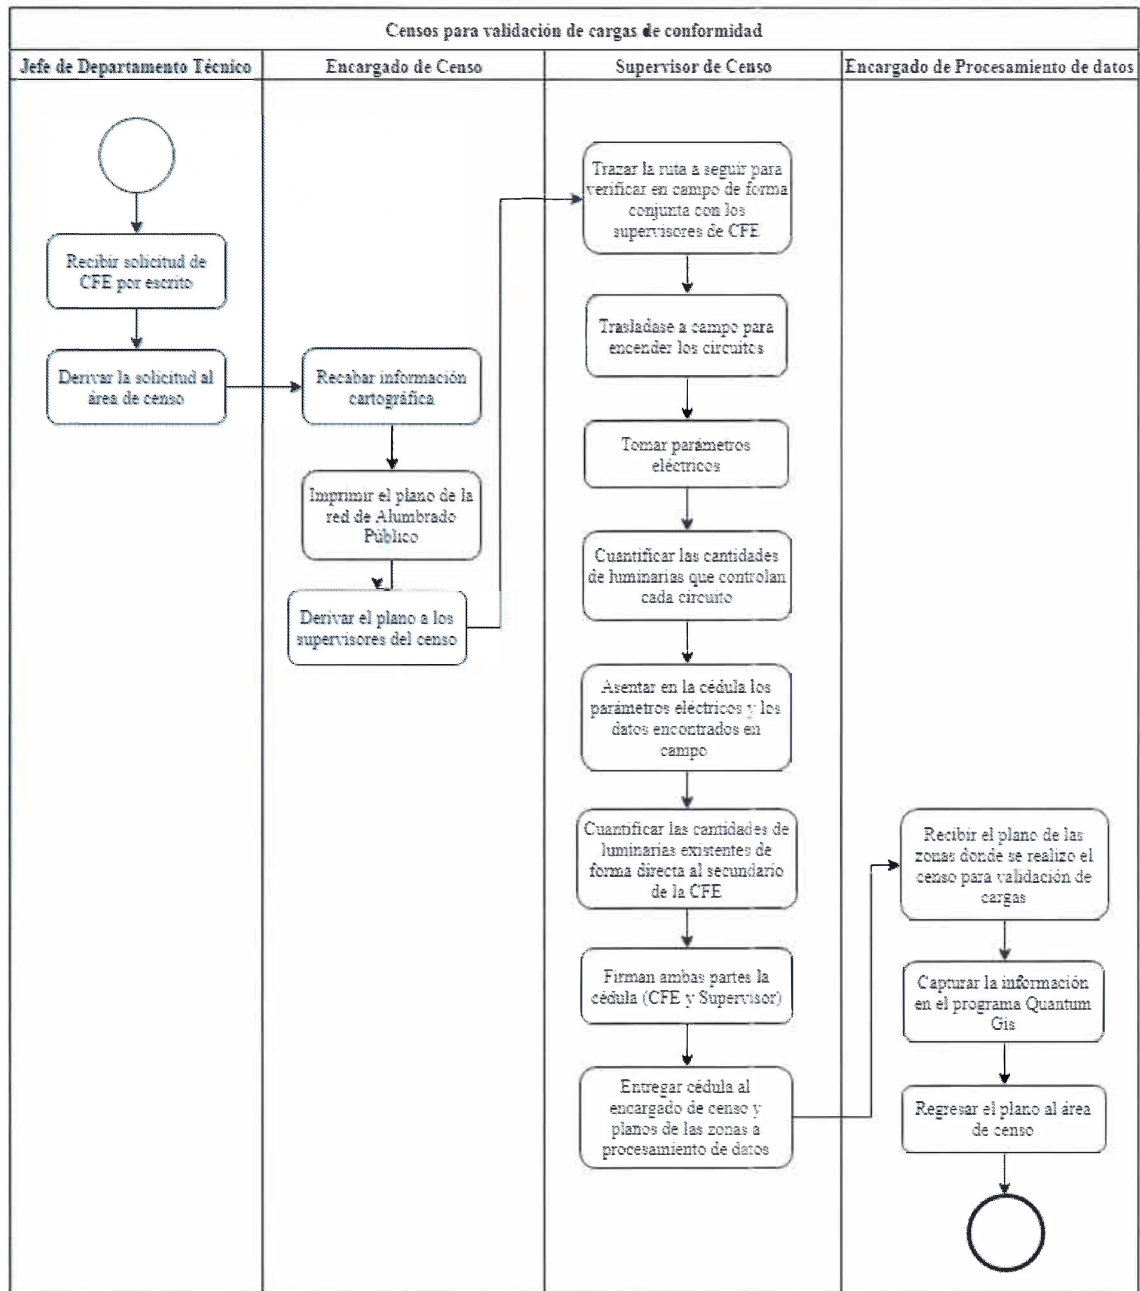 Censos para validación de cargas de conformidad
Jefe de Departamento Técnico
Encargado de Censo
Supervisor de Censo
Encargado de Procesamiento de datos
Recibir solicitud de
CFE por escrito
Derivar la solicitud al
área de censo
Recabar información
cartográfica
Imprimir el plano de la
red de Alumbrado
Público
Derivar el plano a los
supervisores del censo
Trazar la ruta a seguir para
verificar en campo de forma
conjunta con los
supervisores de CFE
Trasladase a campo para
encender los circuitos
Tomar parámetros
eléctricos
Cuantificar las cantidades
de luminarias que controlan
cada circuito
Asentar en la cédula los
parámetros eléctricos y los
datos encontrados en
campo
Cuantificar las cantidades de
luminarias existentes de
forma directa al secundario
de la CFE
Firman ambas partes la
cédula (CFE y Supervisor)
Entregar cédula al
encargado de censo y
planos de las zonas a
procesamiento de datos
Recibir el plano de las
zonas donde se realizo el
censo para validación de
cargas
Capturar la información
en el programa Quantum
Gis
Regresar el plano al área
de censo